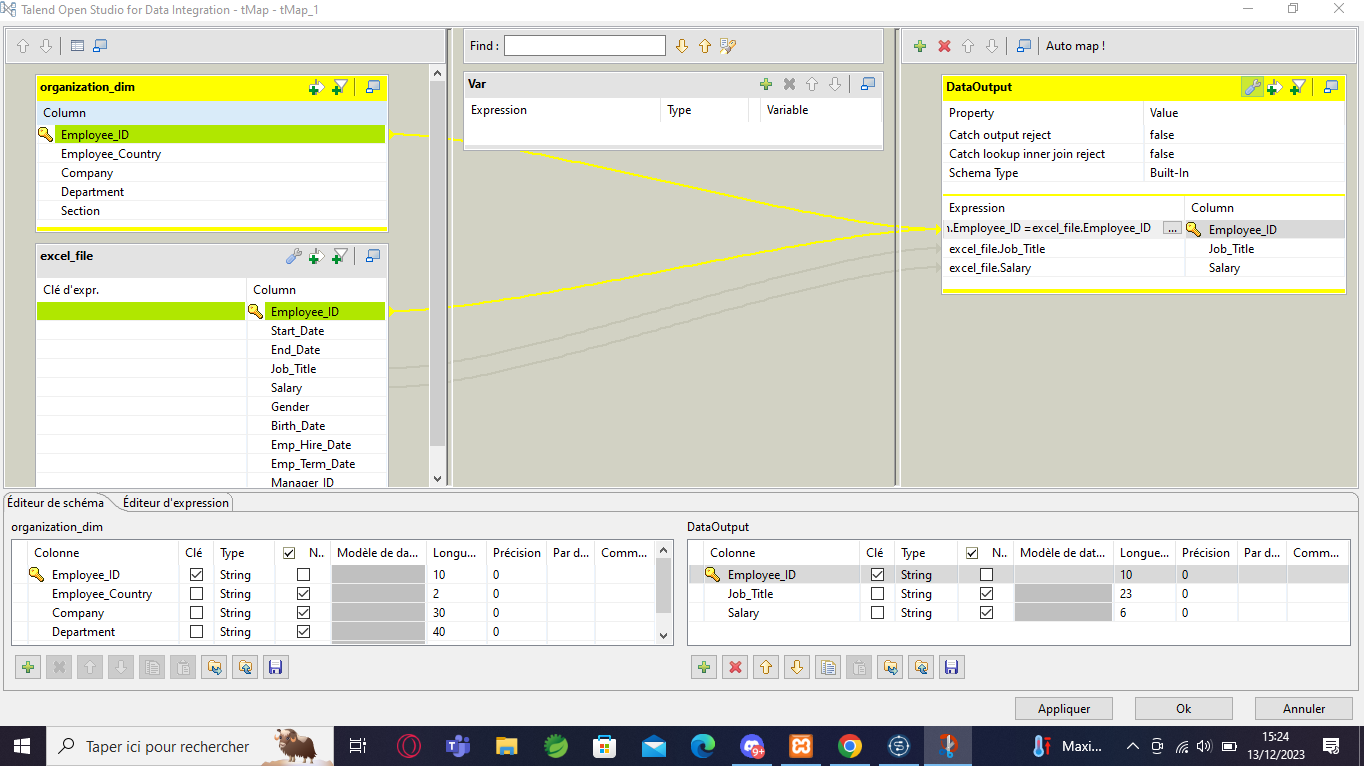 Talend Open Studio for Data Integration - tMap - tMap_1
Find :
Auto map !
organization_dim
Column
Employee_ID
Employee_Country
Company
Department
Section
excel_file
Clé d'expr. Column
Employee_ID
Start_Date
End_Date
Job_Title
Salary
Gender
Birth_Date
Emp_Hire_Date
Emp_Term_Date
Manager_ID
Var
Expression Type Variable
DataOutput
Property Value
Catch output reject false
Catch lookup inner join reject false
Schema Type Built-In
Expression Column
.Employee_ID =excel_file.Employee_ID ... Employee_ID
excel_file.Job_Title Job_Title
excel_file.Salary Salary
Éditeur de schéma Éditeur d'expression
organization_dim
Colonne Clé Type N.. Modèle de da... Longu... Précision Par d... Comm...
Employee_ID String 10 0
Employee_Country String 2 0
Company String 30 0
Department String 40 0
DataOutput
Colonne Clé Type N.. Modèle de dat... Longue... Précision Par d... Comm...
Employee_ID String 10 0
Job_Title String 23 0
Salary String 6 0
Appliquer Ok Annuler
Taper ici pour rechercher
9+
Maxi...
15:24
13/12/2023